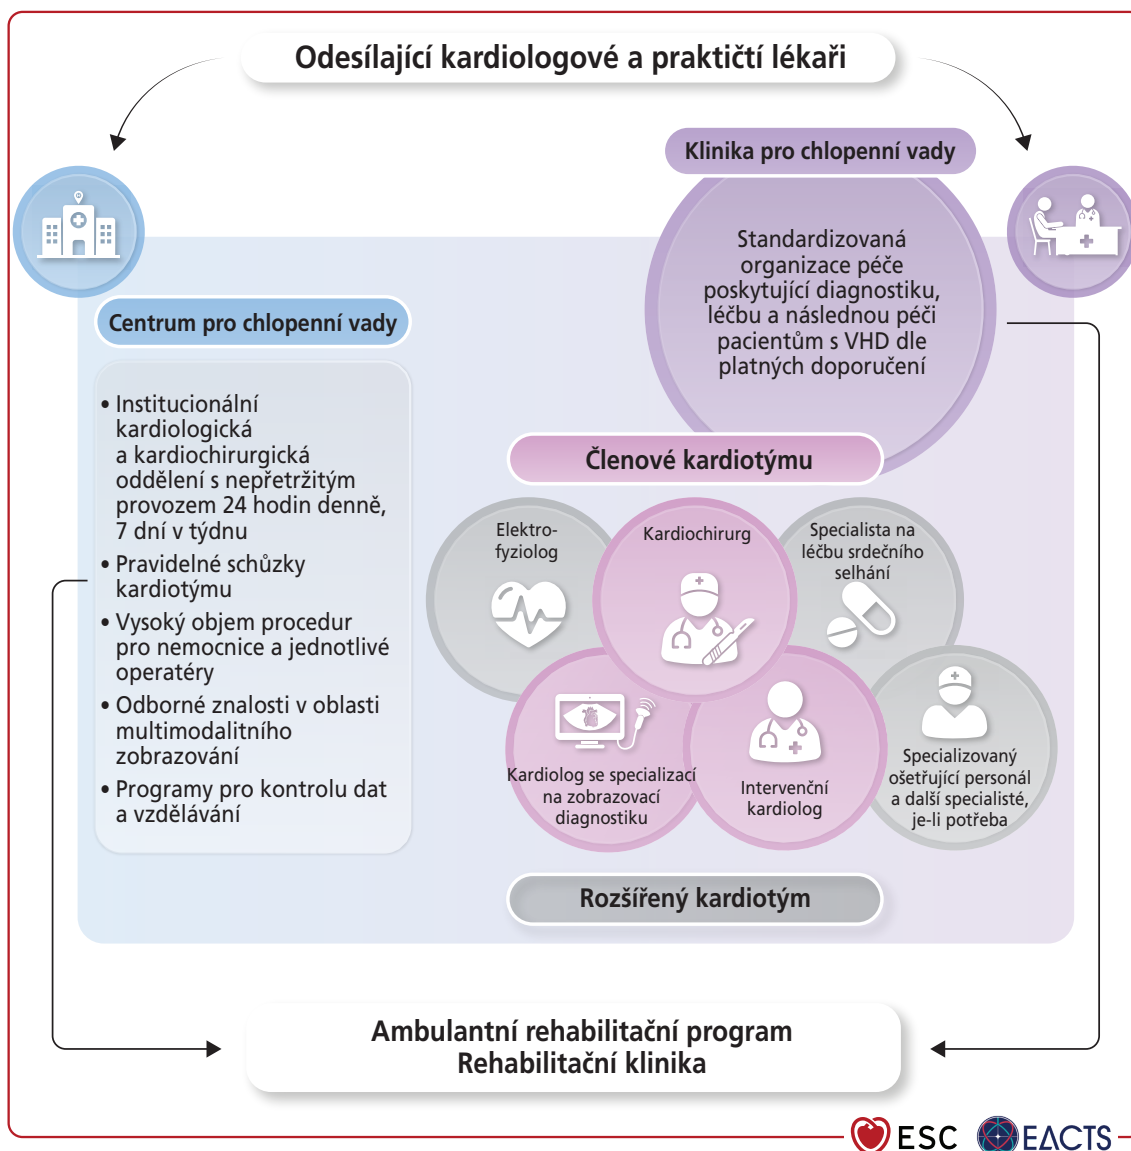 Odesílající kardiologové a praktičtí lékaři
Klinika pro chlopenní vady
Standardizovaná
organizace péče
poskytující diagnostiku,
léčbu a následnou péči
pacientům s VHD dle
platných doporučení
Centrum pro chlopenní vady
• Institucionální
kardiologická
a kardiochirurgická
oddělení s nepřetržitým
provozem 24 hodin denně,
7 dní v týdnu
• Pravidelné schůzky
kardiotýmu
• Vysoký objem procedur
pro nemocnice a jednotlivé
operatéry
• Odborné znalosti v oblasti
multimodalitního
zobrazování
• Programy pro kontrolu dat
a vzdělávání
Členové kardiotýmu
Elektro-
fyziolog
Kardiochirurg
Specialista na
léčbu srdečního
selhání
Kardiolog se specializací
na zobrazovací
diagnostiku
Intervenční
kardiolog
Specializovaný
ošetřující personál
a další specialisté,
je-li potřeba
Rozšířený kardiotým
Ambulantní rehabilitační program
Rehabilitační klinika
ESC
EACTS